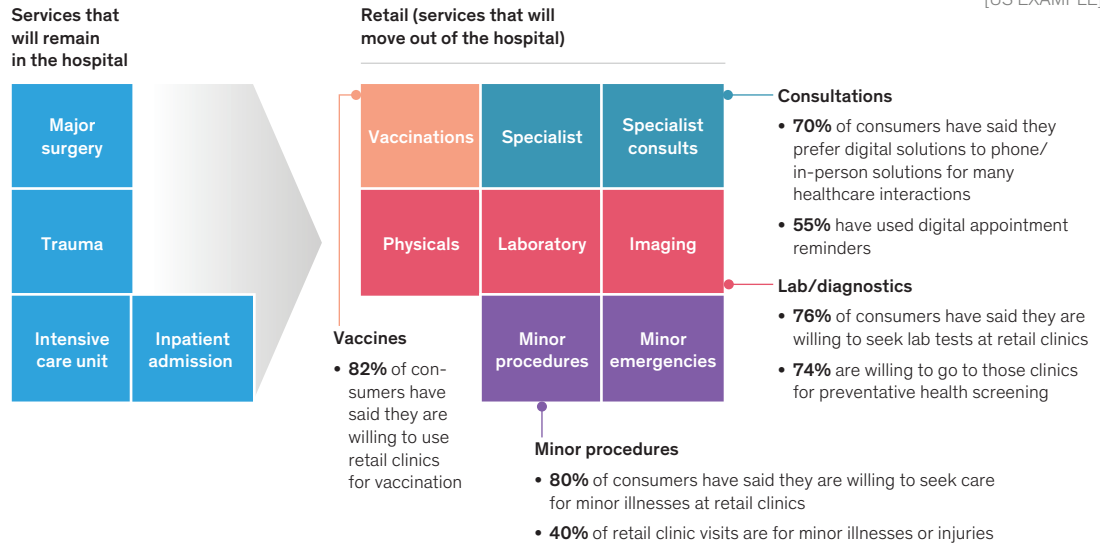 Services that
will remain
in the hospital
Retail (services that will
move out of the hospital)
[US EXAMPLE]
Major
surgery
Trauma
Intensive
care unit
Inpatient
admission
Vaccinations
Specialist
Specialist
consults
Physicals
Laboratory
Imaging
Minor
procedures
Minor
emergencies
Vaccines
• 82% of con-
sumers have
said they are
willing to use
retail clinics
for vaccination
Consultations
• 70% of consumers have said they
prefer digital solutions to phone/
in-person solutions for many
healthcare interactions
• 55% have used digital appointment
reminders
Lab/diagnostics
• 76% of consumers have said they are
willing to seek lab tests at retail clinics
• 74% are willing to go to those clinics
for preventative health screening
Minor procedures
• 80% of consumers have said they are willing to seek care
for minor illnesses at retail clinics
• 40% of retail clinic visits are for minor illnesses or injuries